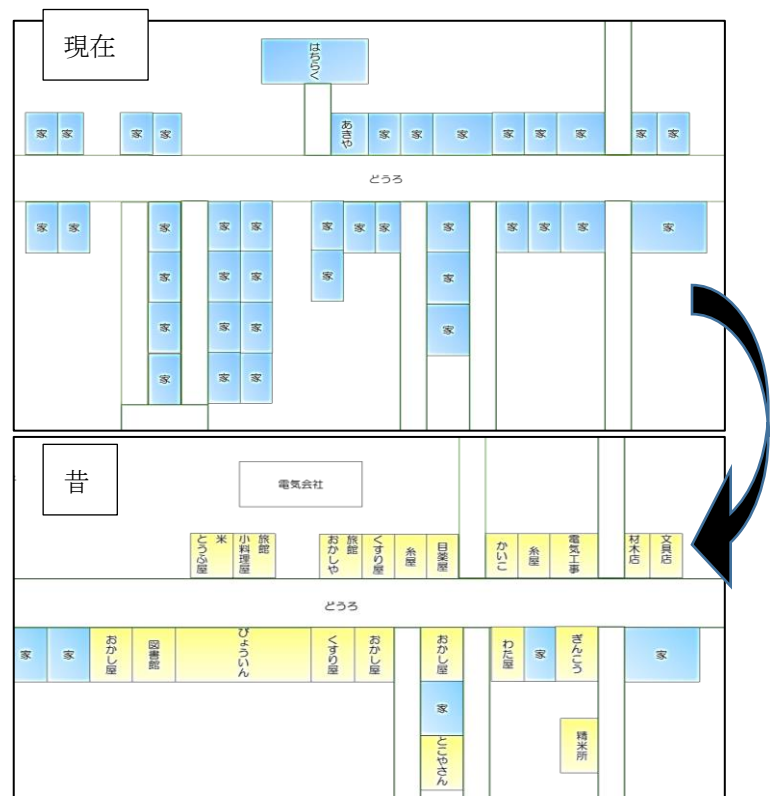 現在
はちらく
家 家 家 家 あきや 家 家 家 家 家 家 家 家
どうろ
家 家 家 家 家 家 家 家 家 家 家 家 家
家 家 家 家 家
家 家 家 家
家 家 家
昔
電気会社
米
とうふ屋
旅館
小料理屋
旅館
おかしや
くすり屋
糸屋
目薬屋
かいこ
糸屋
電気工事
材木店
文具店
どうろ
家
家
おかし屋
図書館
びょういん
くすり屋
おかし屋
おかし屋
わた屋
家
ぎんこう
家
家
とこやさん
精米所